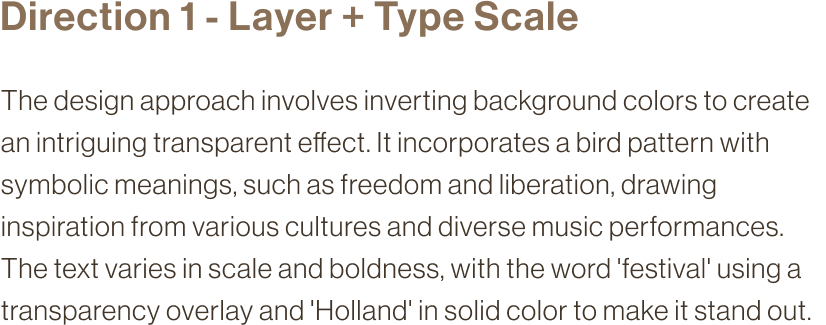 Direction 1 - Layer + Type Scale
The design approach involves inverting background colors to create
an intriguing transparent effect. It incorporates a bird pattern with
symbolic meanings, such as freedom and liberation, drawing
inspiration from various cultures and diverse music performances.
The text varies in scale and boldness, with the word 'festival' using a
transparency overlay and 'Holland' in solid color to make it stand out.